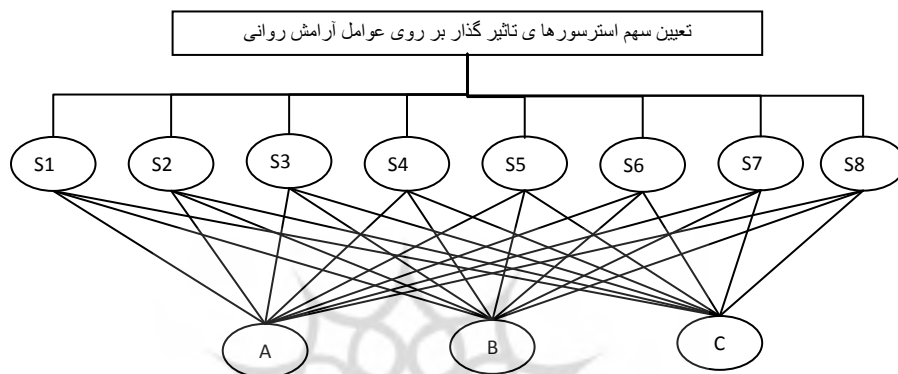 تعیین سهم استرسورها ی تاثیر گذار بر روی عوامل آرامش روانی
S1 S2 S3 S4 S5 S6 S7 S8
A B C